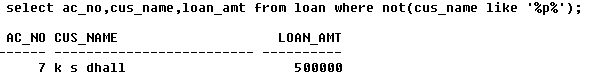 select ac_no,cus_name,loan_amt from loan where not(cus_name like '%p%');
AC_NO CUS_NAME LOAN_AMT
------ ------------------------- ----------
7 k s dhall 500000